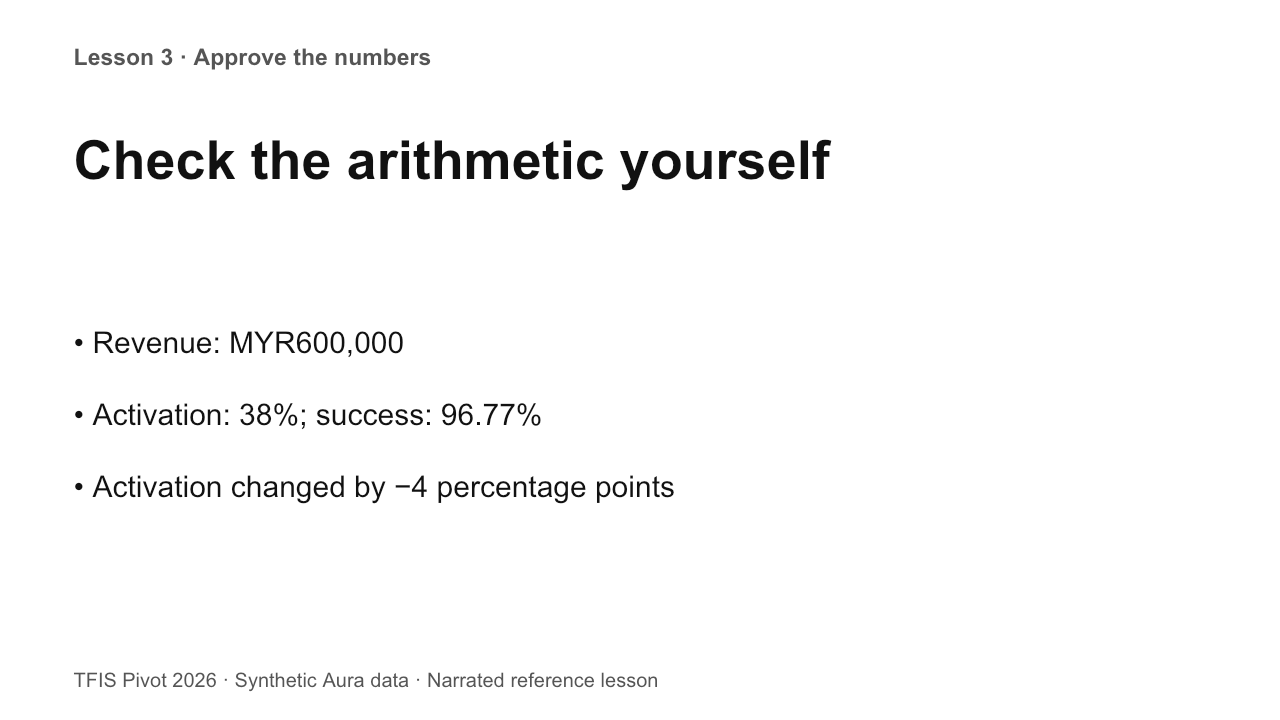 Lesson 3 · Approve the numbers
Check the arithmetic yourself
• Revenue: MYR600,000
• Activation: 38%; success: 96.77%
• Activation changed by −4 percentage points
TFIS Pivot 2026 · Synthetic Aura data · Narrated reference lesson